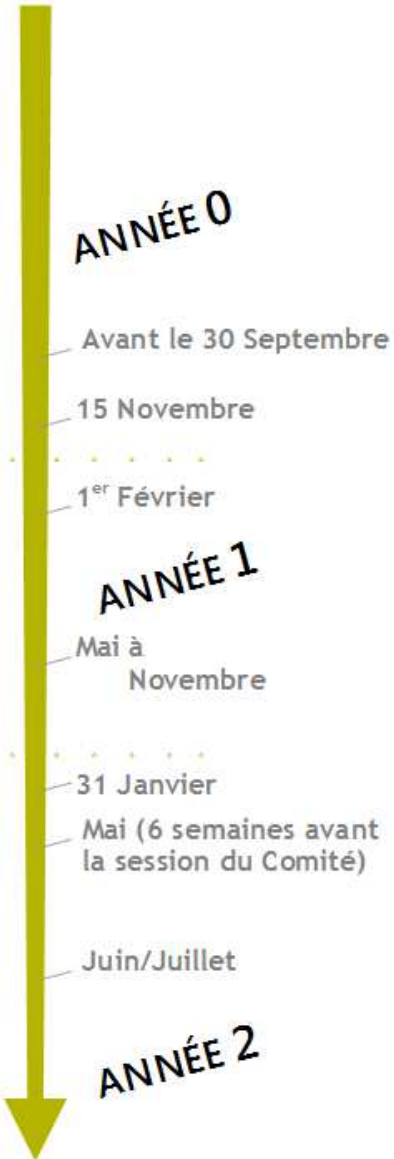 ANNÉE 0
Avant le 30 Septembre
15 Novembre
1er Février
ANNÉE 1
Mai à
Novembre
31 Janvier
Mai (6 semaines avant
la session du Comité)
Juin/Juillet
ANNÉE 2